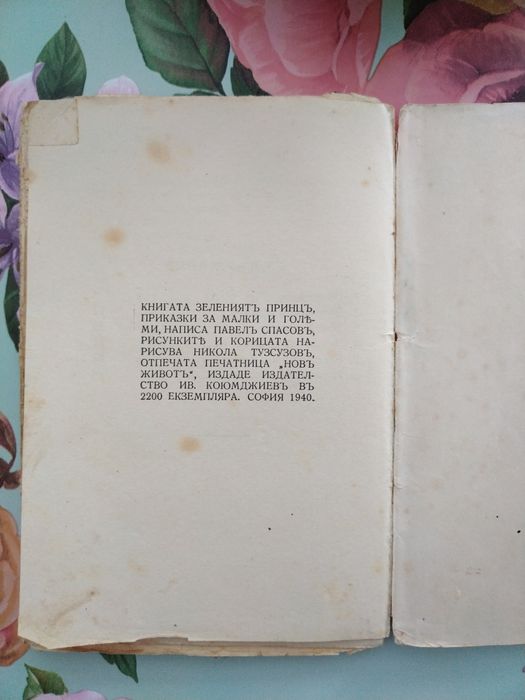 КНИГАТА ЗЕЛЕНИЯТЪ ПРИНЦЪ,
ПРИКАЗКИ ЗА МАЛКИ И ГОЛѢ-
МИ, НАПИСА ПАВЕЛЪ СПАСОВЪ,
РИСУНКИТѢ И КОРИЦАТА НА-
РИСУВА НИКОЛА ТУЗСУЗОВЪ,
ОТПЕЧАТА ПЕЧАТНИЦА „НОВЪ
ЖИВОТЪ“, ИЗДАДЕ ИЗДАТЕЛ-
СТВО ИВ. КОЮМДЖИЕВЪ ВЪ
2200 ЕКЗЕМПЛЯРА. СОФИЯ 1940.